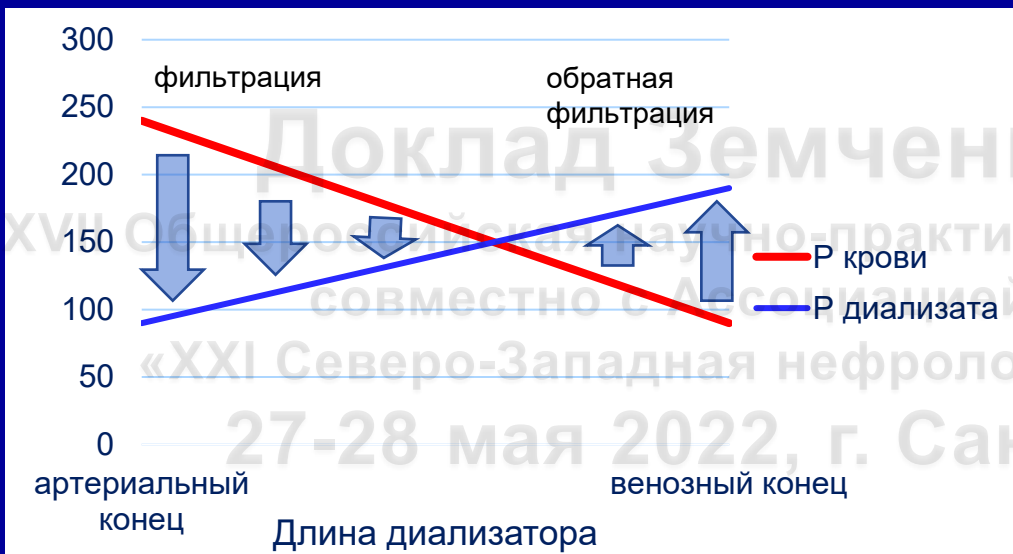 300
фильтрация
обратная
фильтрация
250
200
150
100
50
0
Р крови
Р диализата
артериальный
конец
венозный конец
Длина диализатора
Доклад Земчен
XVII Общероссийская научно-практи
совместно с Ассоциацией
«XXI Северо-Западная нефроло
27-28 мая 2022, г. Сан